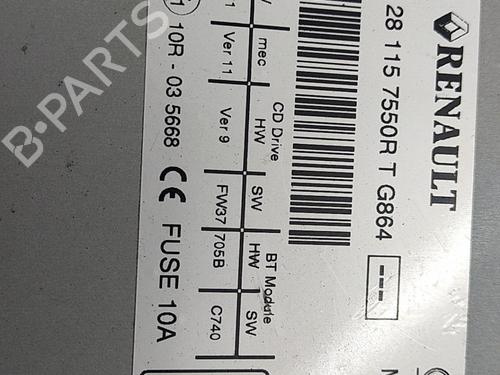 RENAULT
28 115 7550R T G864
---
mec
CD Drive
HW
SW
BT Module
HW
SW
Ver 11
Ver 9
FW37
705B
C740
10R - 03 5668 CE FUSE 10A
B-PARTS